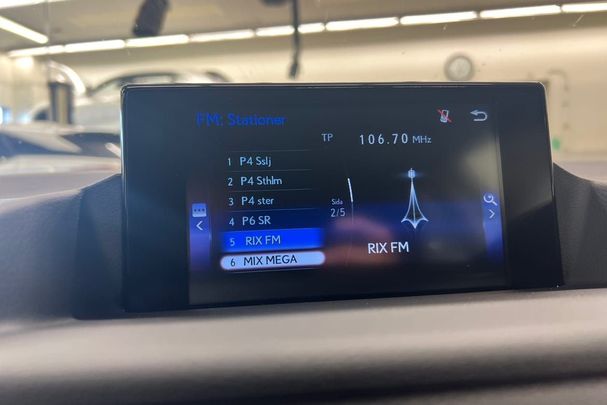 FM: Stationer
TP 106.70 MHz
1 P4 Sslj
2 P4 Sthlm
3 P4 ster
4 P6 SR
5 RIX FM
6 MIX MEGA
Sida
2/5
RIX FM